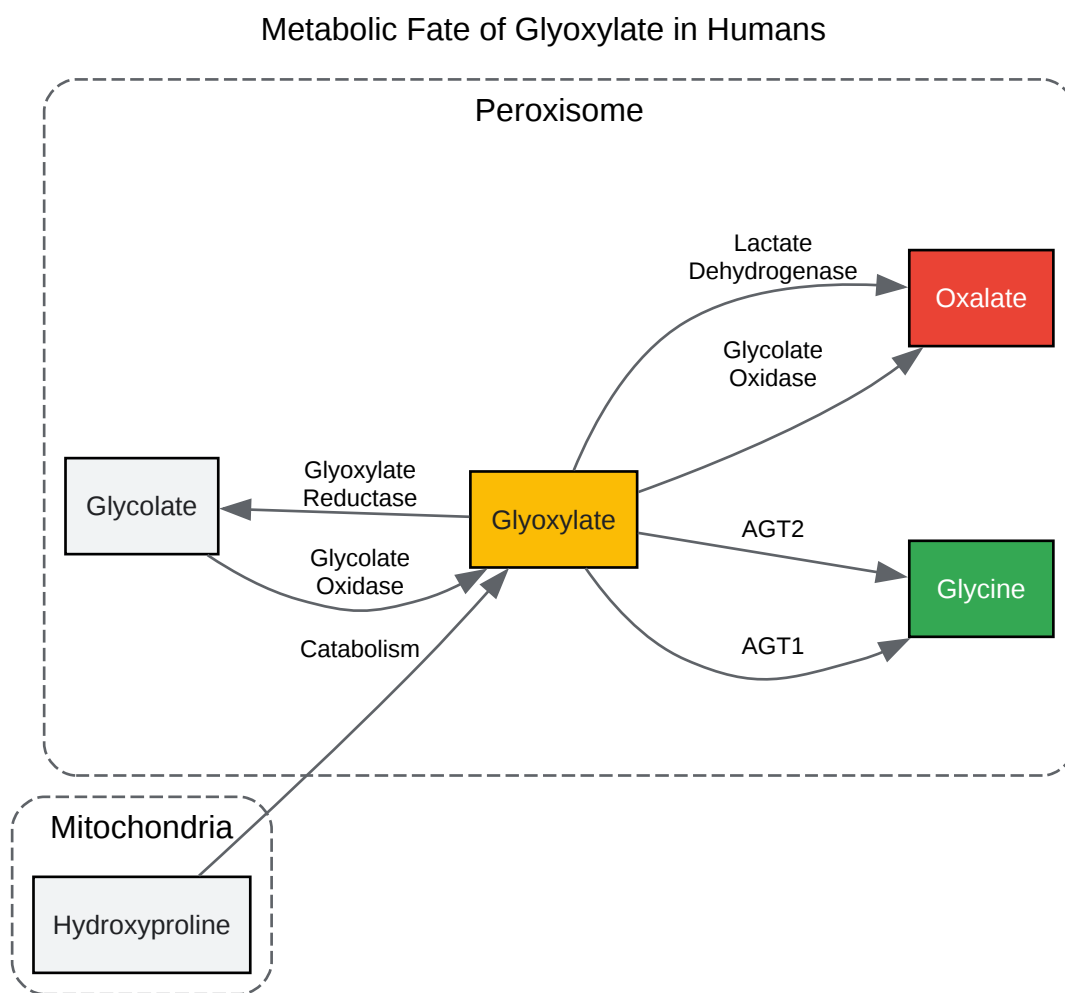 Metabolic Fate of Glyoxylate in Humans
Peroxisome
Lactate
Dehydrogenase
Oxalate
Glycolate
Oxidase
Glycolate
Glyoxylate
Reductase
Glyoxylate
AGT2
Glycine
Glycolate
Oxidase
Catabolism
AGT1
Mitochondria
Hydroxyproline